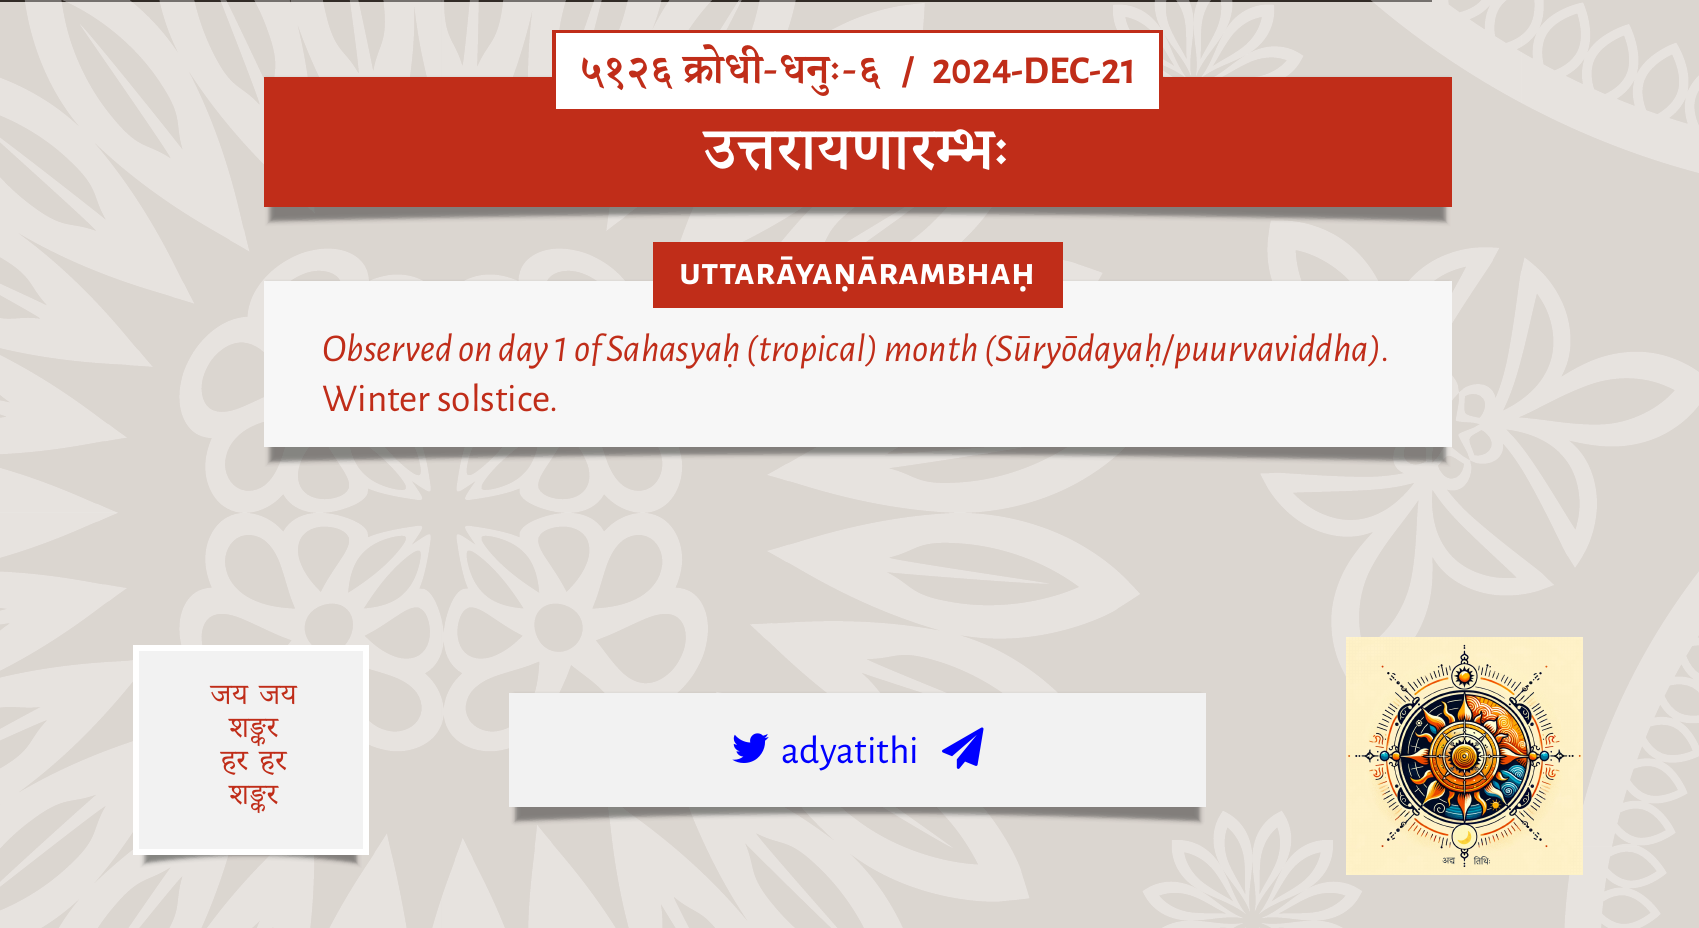 ५१२६ क्रोधी-धनुः-६ / 2024-DEC-21
उत्तरायणारम्भः
UTTARĀYAṆĀRAMBHAḤ
Observed on day 1 of Sahasyaḥ (tropical) month (Sūryōdayaḥ/puurvaviddha).
Winter solstice.
जय जय
शङ्कर
हर हर
शङ्कर
adyatithi
अद्य तिथिः